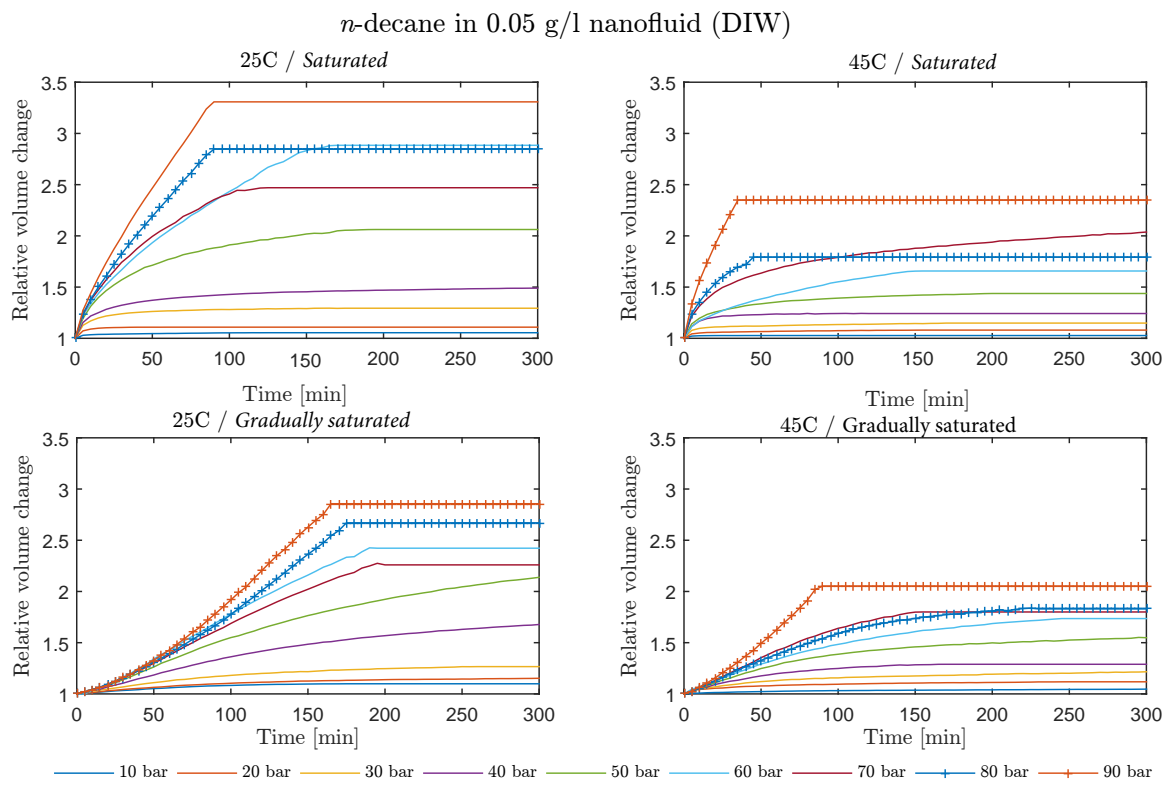 n-decane in 0.05 g/l nanofluid (DIW)
25C / Saturated
Relative volume change
3.5
3
2.5
2
1.5
1
0 50 100 150 200 250 300
Time [min]
45C / Saturated
Relative volume change
3.5
3
2.5
2
1.5
1
0 50 100 150 200 250 300
Time [min]
25C / Gradually saturated
Relative volume change
3.5
3
2.5
2
1.5
1
0 50 100 150 200 250 300
Time [min]
45C / Gradually saturated
Relative volume change
3.5
3
2.5
2
1.5
1
0 50 100 150 200 250 300
Time [min]
10 bar 20 bar 30 bar 40 bar 50 bar 60 bar 70 bar 80 bar 90 bar